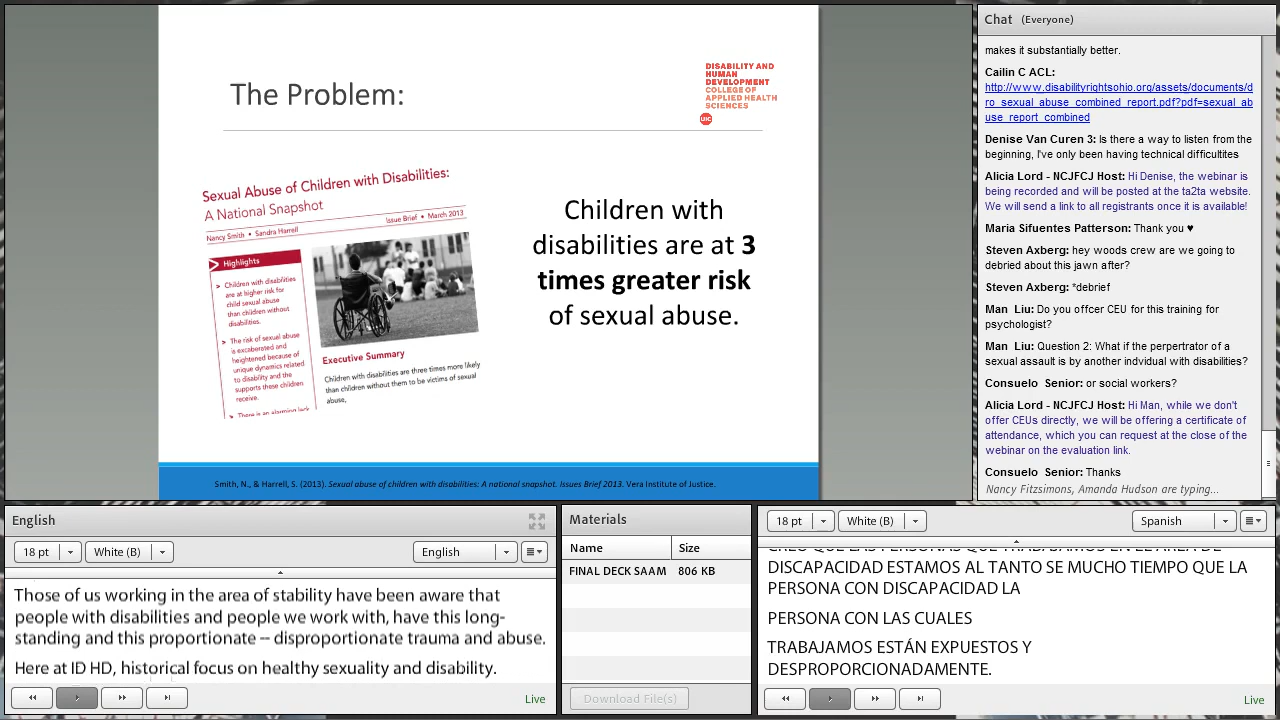 The Problem:
DISABILITY AND
HUMAN
DEVELOPMENT
COLLEGE OF
APPLIED HEALTH
SCIENCES
UIC
Sexual Abuse of Children with Disabilities:
A National Snapshot
Issue Brief • March 2013
Nancy Smith • Sandra Harrell
Highlights
> Children with disabilities
are at higher risk for
child sexual abuse
than children without
disabilities.
> The risk of sexual abuse
is exacerbated and
heightened because of
unique dynamics related
to disability and the
supports these children
receive.
> There is an alarming lack
Executive Summary
Children with disabilities are three times more likely
than children without them to be victims of sexual
abuse,
Children with
disabilities are at 3
times greater risk
of sexual abuse.
Smith, N., & Harrell, S. (2013). Sexual abuse of children with disabilities: A national snapshot. Issues Brief 2013. Vera Institute of Justice.
Chat (Everyone)
makes it substantially better.
Cailin C ACL:
http://www.disabilityrightsohio.org/assets/documents/d
ro_sexual_abuse_combined_report.pdf?pdf=sexual_ab
use_report_combined
Denise Van Curen 3: Is there a way to listen from the
beginning, I've only been having technical difficultites
Alicia Lord - NCJFCJ Host: Hi Denise, the webinar is
being recorded and will be posted at the ta2ta website.
We will send a link to all registrants once it is available!
Maria Sifuentes Patterson: Thank you ♥
Steven Axberg: hey woods crew are we going to
debried about this jawn after?
Steven Axberg: *debrief
Man Liu: Do you offcer CEU for this training for
psychologist?
Man Liu: Question 2: What if the perpertrator of a
sexual assault is by another indvidual with disabilities?
Consuelo Senior: or social workers?
Alicia Lord - NCJFCJ Host: Hi Man, while we don't
offer CEUs directly, we will be offering a certificate of
attendance, which you can request at the close of the
webinar on the evaluation link.
Consuelo Senior: Thanks
Nancy Fitzsimons, Amanda Hudson are typing...
English
18 pt White (B) English
Those of us working in the area of stability have been aware that
people with disabilities and people we work with, have this long-
standing and this proportionate -- disproportionate trauma and abuse.
Here at ID HD, historical focus on healthy sexuality and disability.
Live
Materials
Name Size
FINAL DECK SAAM 806 KB
Download File(s)
18 pt White (B) Spanish
CREO QUE LAS PERSONAS QUE TRABAJAMOS EN EL ÁREA DE
DISCAPACIDAD ESTAMOS AL TANTO SE MUCHO TIEMPO QUE LA
PERSONA CON DISCAPACIDAD LA
PERSONA CON LAS CUALES
TRABAJAMOS ESTÁN EXPUESTOS Y
DESPROPORCIONADAMENTE.
Live